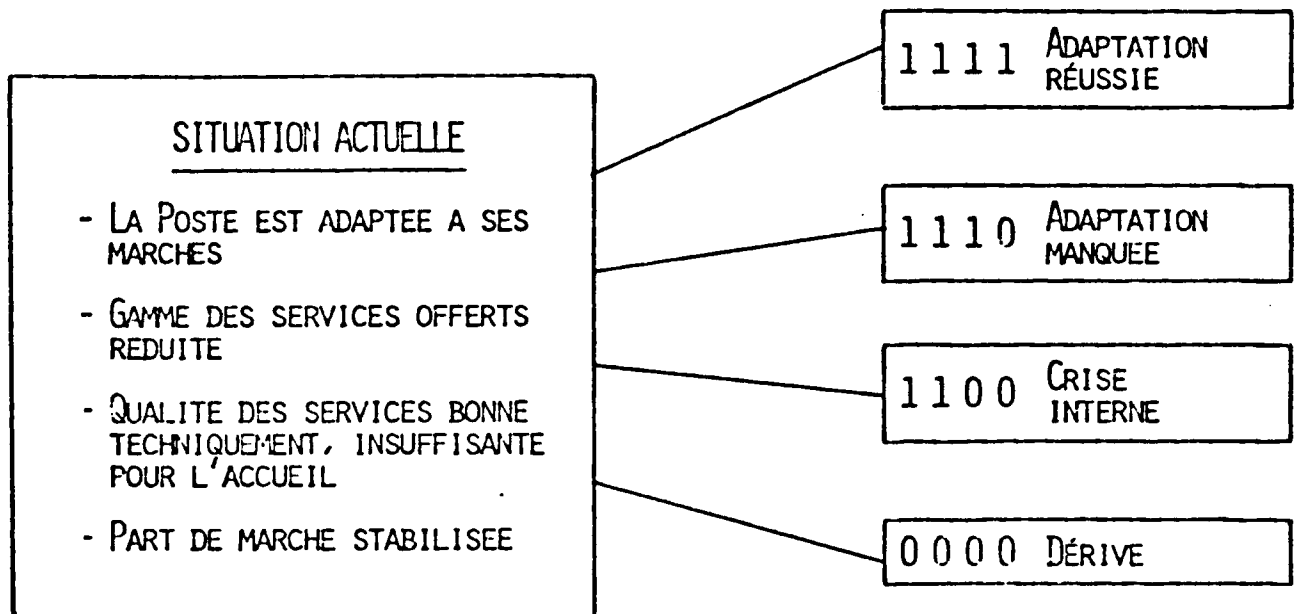 SITUATION ACTUELLE
- LA POSTE EST ADAPTEE A SES
MARCHES
- GAMME DES SERVICES OFFERTS
REDUITE
- QUALITE DES SERVICES BONNE
TECHNIQUEMENT, INSUFFISANTE
POUR L'ACCUEIL
- PART DE MARCHE STABILISEE
1111 ADAPTATION
RÉUSSIE
1110 ADAPTATION
MANQUEE
1100 CRISE
INTERNE
0000 DÉRIVE